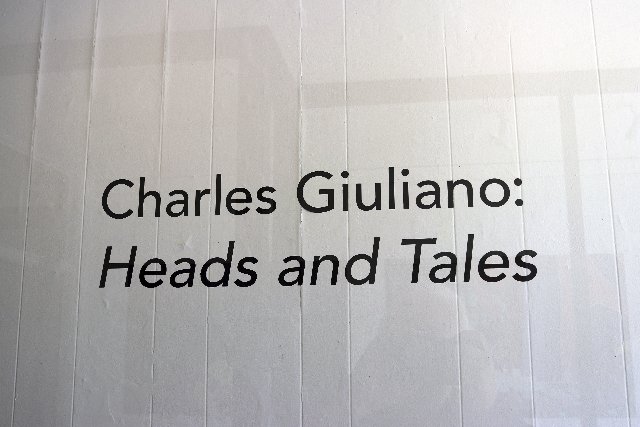 Charles Giuliano:
Heads and Tales